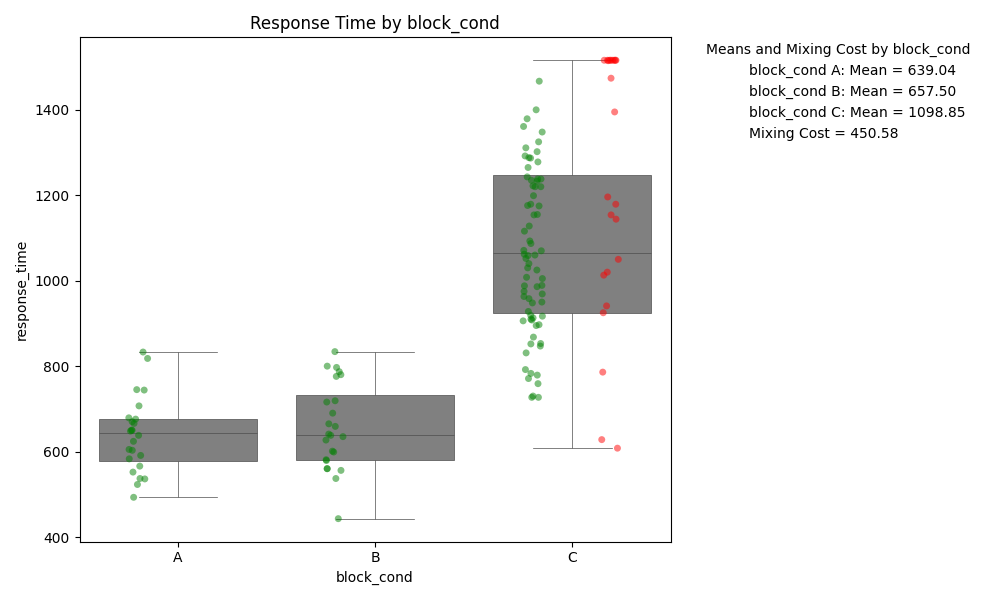 Response Time by block_cond
Means and Mixing Cost by block_cond
block_cond A: Mean = 639.04
block_cond B: Mean = 657.50
block_cond C: Mean = 1098.85
Mixing Cost = 450.58
response_time
1400
1200
1000
800
600
400
A
B
C
block_cond